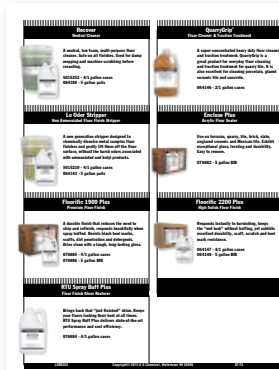 Recover
Neutral Cleaner
A neutral, low foam, multi-purpose floor
cleaner. Safe on all finishes. Used for damp
mopping and machine scrubbing before
recoating.
5015252 - 4/1 gallon cases
064180 - 5 gallon pails
Lo Odor Stripper
Non Ammoniated Floor Finish Stripper
A new generation stripper designed to
chemically dissolve metal complex floor
finishes and gently lift them off the floor
surface, without the harsh odors associated
with ammoniated and butyl products.
5015210 - 4/1 gallon cases
064143 - 5 gallon pails
Florific 1900 Plus
Premium Floor Finish
A durable finish that reduces the need to
strip and refinish, responds beautifully when
spray buffed. Resists black heel marks,
scuffs, dirt penetration and detergents.
Dries clean with a tough, long-lasting gloss.
076885 - 4/1 gallon cases
076886 - 5 gallon BIB
RTU Spray Buff Plus
Floor Finish Gloss Restorer
Brings back that "just finished" shine. Keeps
your floors looking their best at all times.
RTU Spray Buff Plus delivers state-of-the-art
performance and cost efficiency.
076884 - 4/1 gallon cases
QuarryGrip
Floor Cleaner & Traction Treatment
A super-concentrated heavy duty floor cleaner
and traction treatment. QuarryGrip is a
great product for everyday floor cleaning
and traction treatment for quarry tile. It is
also excellent for cleaning porcelain, glazed
ceramic tile and concrete.
064149 - 2/1 gallon cases
Enclose Plus
Acrylic Floor Sealer
Use on terrazzo, quarry, tile, brick, slate,
unglazed ceramic and Mexican tile. Exhibit
exceptional gloss, leveling and durability.
Easy to remove.
076882 - 5 gallon BIB
Florific 2200 Plus
High Solids Floor Finish
Responds instantly to burnishing, keeps
the "wet look" without buffing, yet exhibits
excellent durability, scuff, scratch and heel
mark resistance.
064147 - 4/1 gallon cases
064148 - 5 gallon BIB